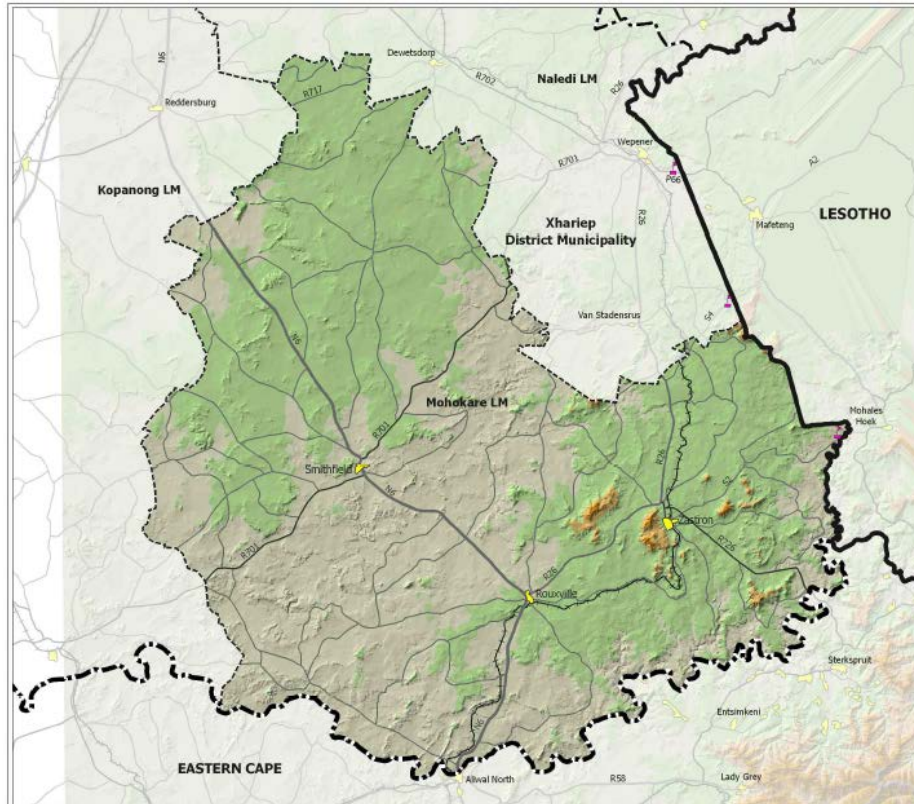 N6
Dewetsdorp
R702
Naledi LM
R26
R717
Reddersburg
Wepener
R701
A2
P66
Kopanong LM
LESOTHO
Mafeteng
Xhariep
District Municipality
R26
Van Stadensrus
S4
N6
Mohokare LM
Mohales
Hoek
R701
Smithfield
R26
N6
Zastron
R726
R701
R26
Rouxville
Sterkspruit
Entsimkeni
N6
EASTERN CAPE
Aliwal North
R58
Lady Grey